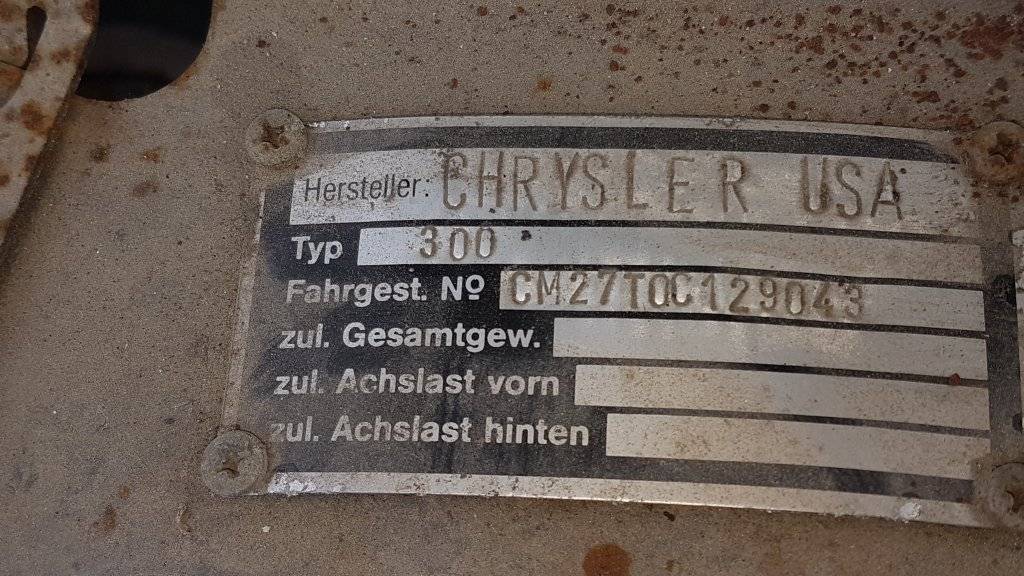 Hersteller: CHRYSLER USA
Typ 300
Fahrgest. Nº CM27T0C129043
zul. Gesamtgew.
zul. Achslast vorn
zul. Achslast hinten